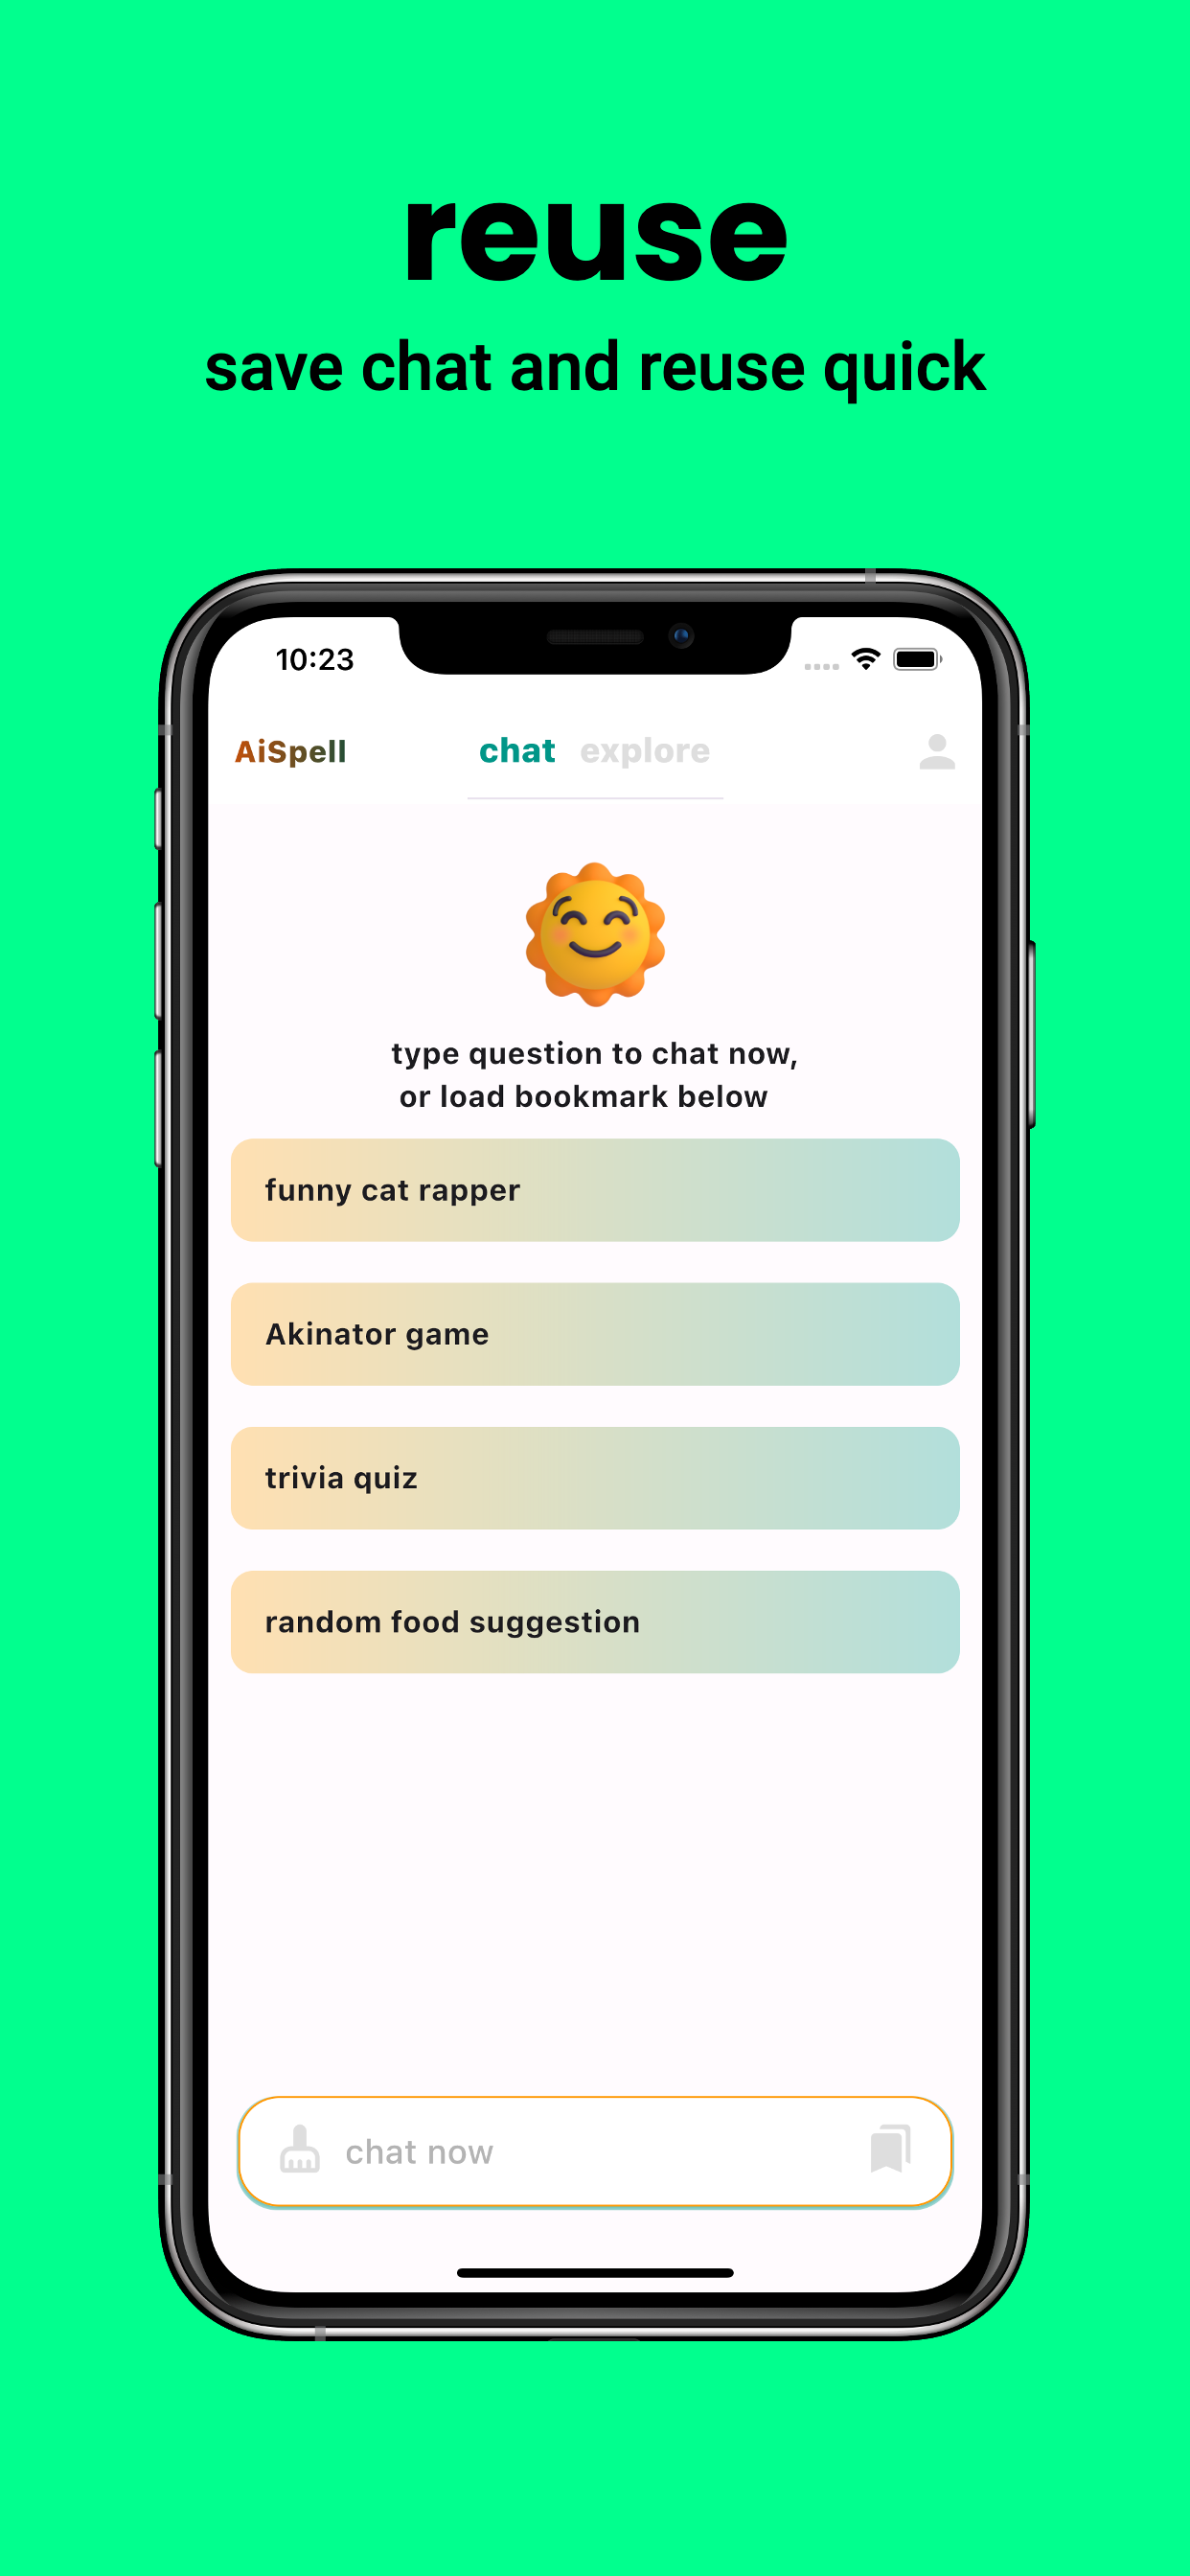 reuse
save chat and reuse quick
10:23
AiSpell
chat explore
type question to chat now,
or load bookmark below
funny cat rapper
Akinator game
trivia quiz
random food suggestion
chat now